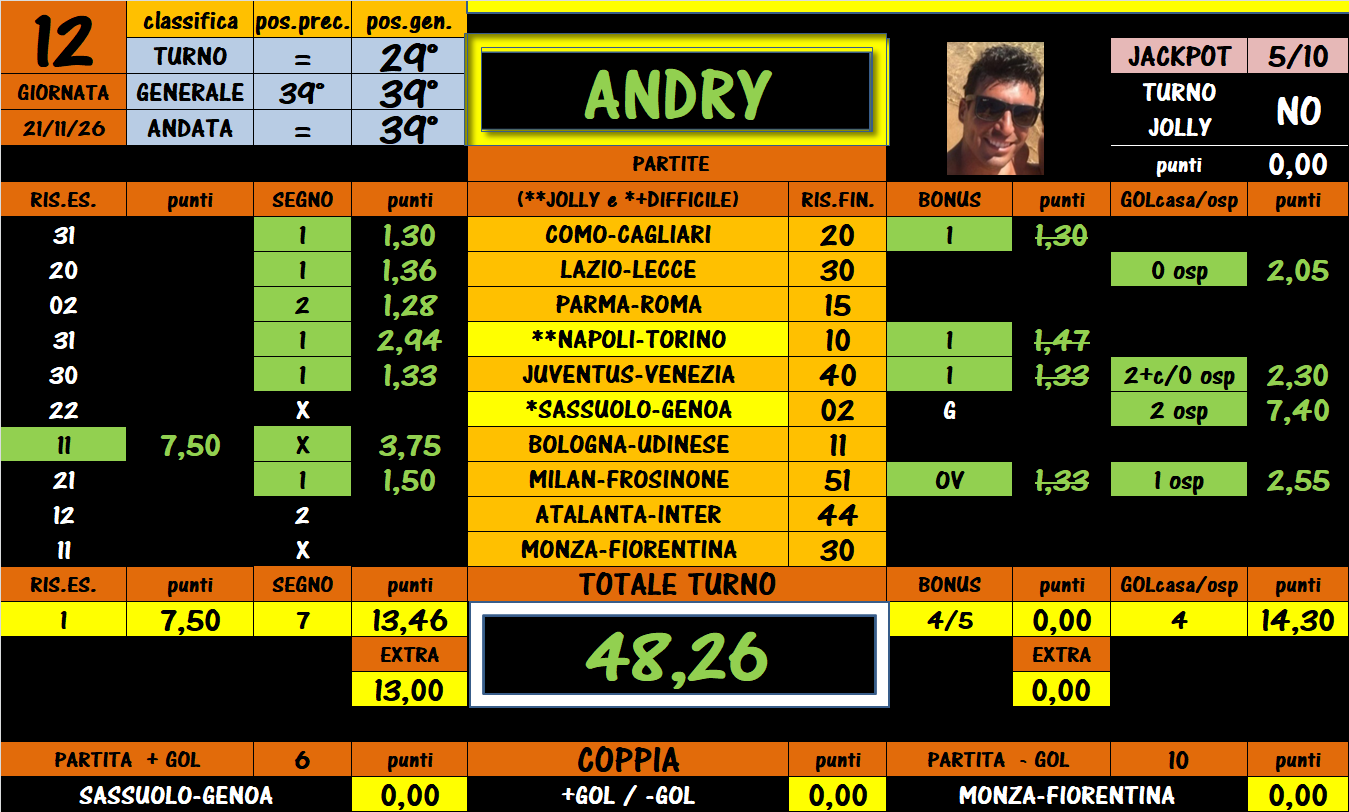 12 classifica pos.prec. pos.gen.
TURNO = 29°
GIORNATA GENERALE 39° 39°
21/11/26 ANDATA = 39°
ANDRY
JACKPOT 5/10
TURNO JOLLY NO
punti 0,00
PARTITE
RIS.ES. punti SEGNO punti (**JOLLY e *+DIFFICILE) RIS.FIN. BONUS punti GOLcasa/osp punti
31 1 1,30 COMO-CAGLIARI 20 1 1,30
20 1 1,36 LAZIO-LECCE 30 0 osp 2,05
02 2 1,28 PARMA-ROMA 15
31 1 2,94 **NAPOLI-TORINO 10 1 1,47
30 1 1,33 JUVENTUS-VENEZIA 40 1 1,33 2+c/0 osp 2,30
22 X *SASSUOLO-GENOA 02 G 2 osp 7,40
11 7,50 X 3,75 BOLOGNA-UDINESE 11
21 1 1,50 MILAN-FROSINONE 51 OV 1,33 1 osp 2,55
12 2 ATALANTA-INTER 44
11 X MONZA-FIORENTINA 30
RIS.ES. punti SEGNO punti TOTALE TURNO BONUS punti GOLcasa/osp punti
1 7,50 7 13,46 48,26 4/5 0,00 4 14,30
EXTRA EXTRA
13,00 0,00
PARTITA + GOL 6 punti COPPIA punti PARTITA - GOL 10 punti
SASSUOLO-GENOA 0,00 +GOL / -GOL 0,00 MONZA-FIORENTINA 0,00